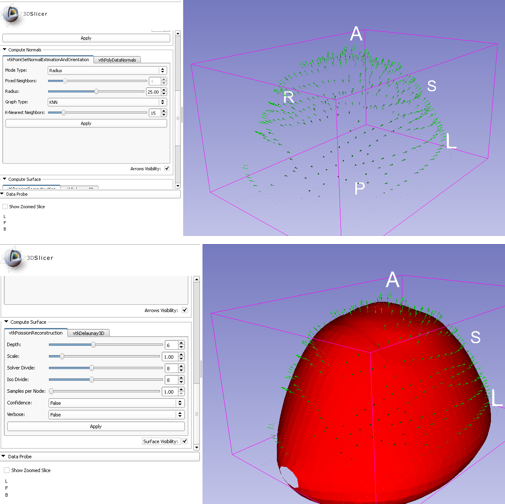 3DSlicer
Apply
Compute Normals
vtkPointSetNormalEstimationAndOrientation vtkPolyDataNormals
Mode Type: Radius
Fixed Neighbors:
Radius: 25.00
Graph Type: KNN
K-Nearest Neighbors: 15
Apply
Arrows Visibility:
Compute Surface
Data Probe
Show Zoomed Slice
L
F
B
A
S
R
L
P
3DSlicer
Arrows Visibility:
Compute Surface
vtkPoissionReconstruction vtkDelaunay3D
Depth: 6
Scale: 1.00
Solver Divide: 8
Iso Divide: 8
Samples per Node: 1.00
Confidence: False
Verbose: False
Apply
Surface Visibility:
Data Probe
Show Zoomed Slice
L
F
B
A
S
L